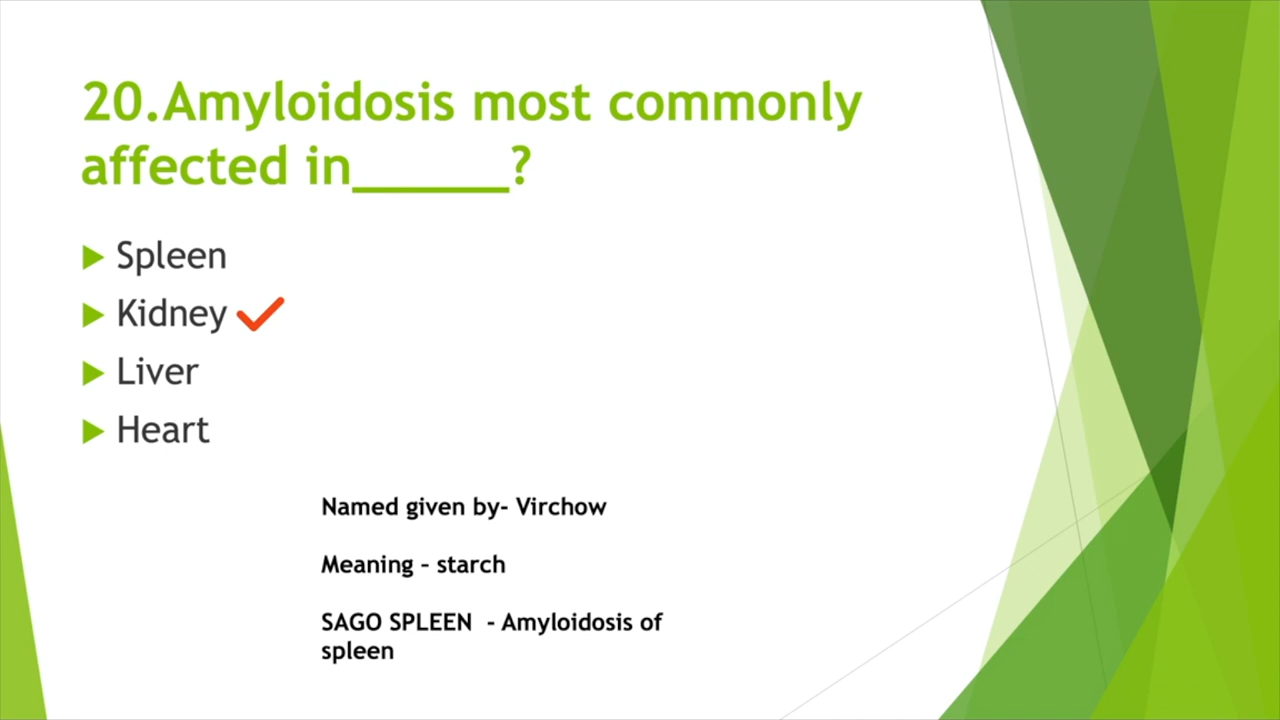 20.Amyloidosis most commonly
affected in______?
Spleen
Kidney
Liver
Heart
Named given by- Virchow
Meaning – starch
SAGO SPLEEN - Amyloidosis of
spleen